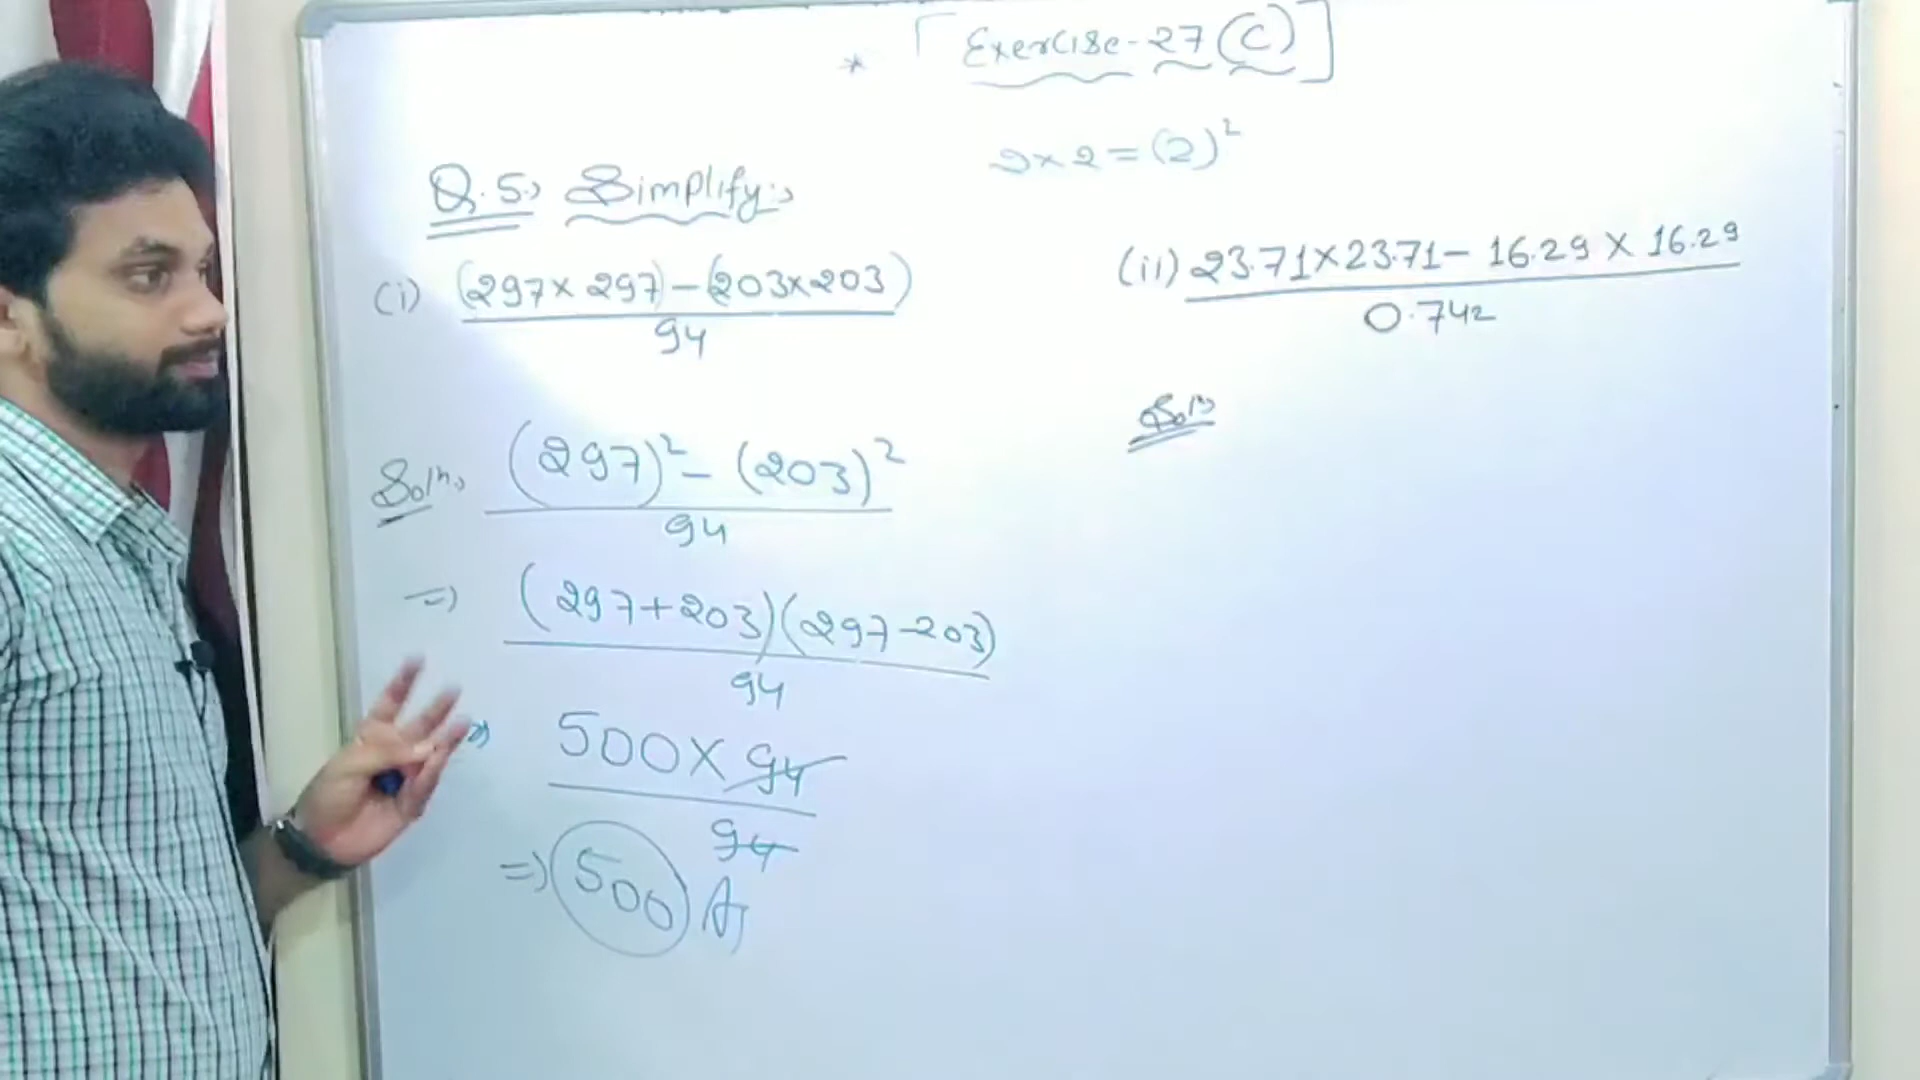 * [Exercise-27(C)]
2×2=(2)²
Q.5. Simplify:
(i) (297×297)-(203×203)
94
(ii) 23.71×23.71-16.29×16.29
0.742
Soln. (297)²-(203)²
94
=) (297+203)(297-203)
94
500×94
94
=) 500 A
Soln